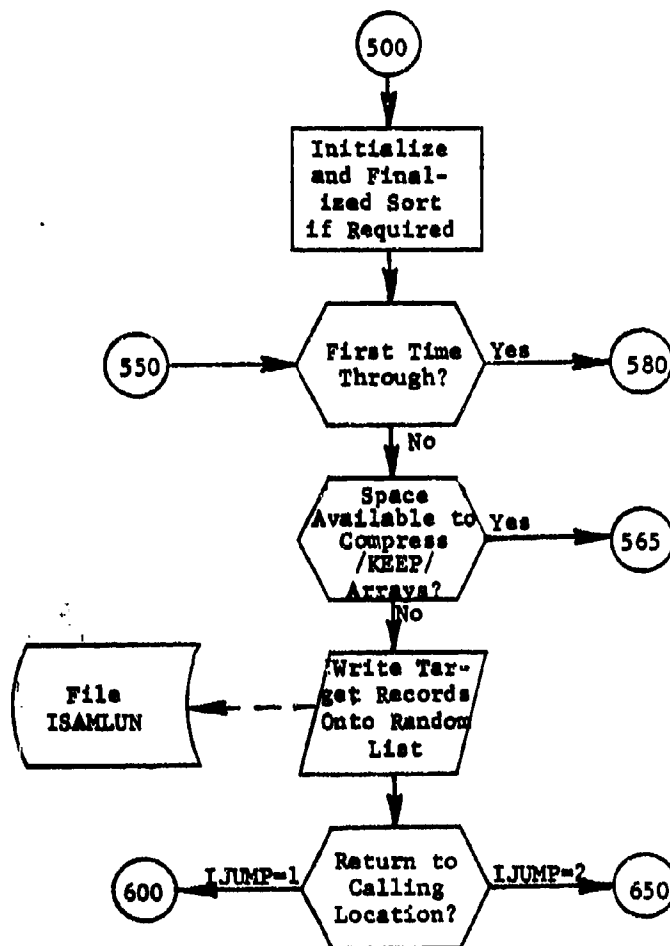 500
Initialize
and Final-
ized Sort
if Required
550
First Time
Through?
Yes
580
No
Space
Available to
Compress
/KEEP/
Arrays?
Yes
565
No
File
ISAMLUN
Write Tar-
get Records
Onto Random
List
600
IJUMP=1
Return to
Calling
Location?
IJUMP=2
650